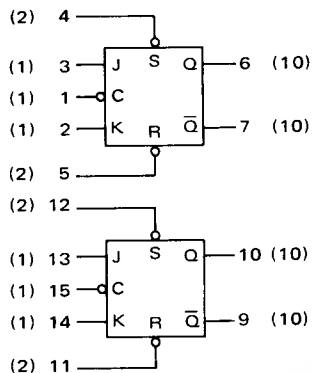 (2) 4
(1) 3 J S Q 6 (10)
(1) 1 C
(1) 2 K R Q̅ 7 (10)
(2) 5
(2) 12
(1) 13 J S Q 10 (10)
(1) 15 C
(1) 14 K R Q̅ 9 (10)
(2) 11